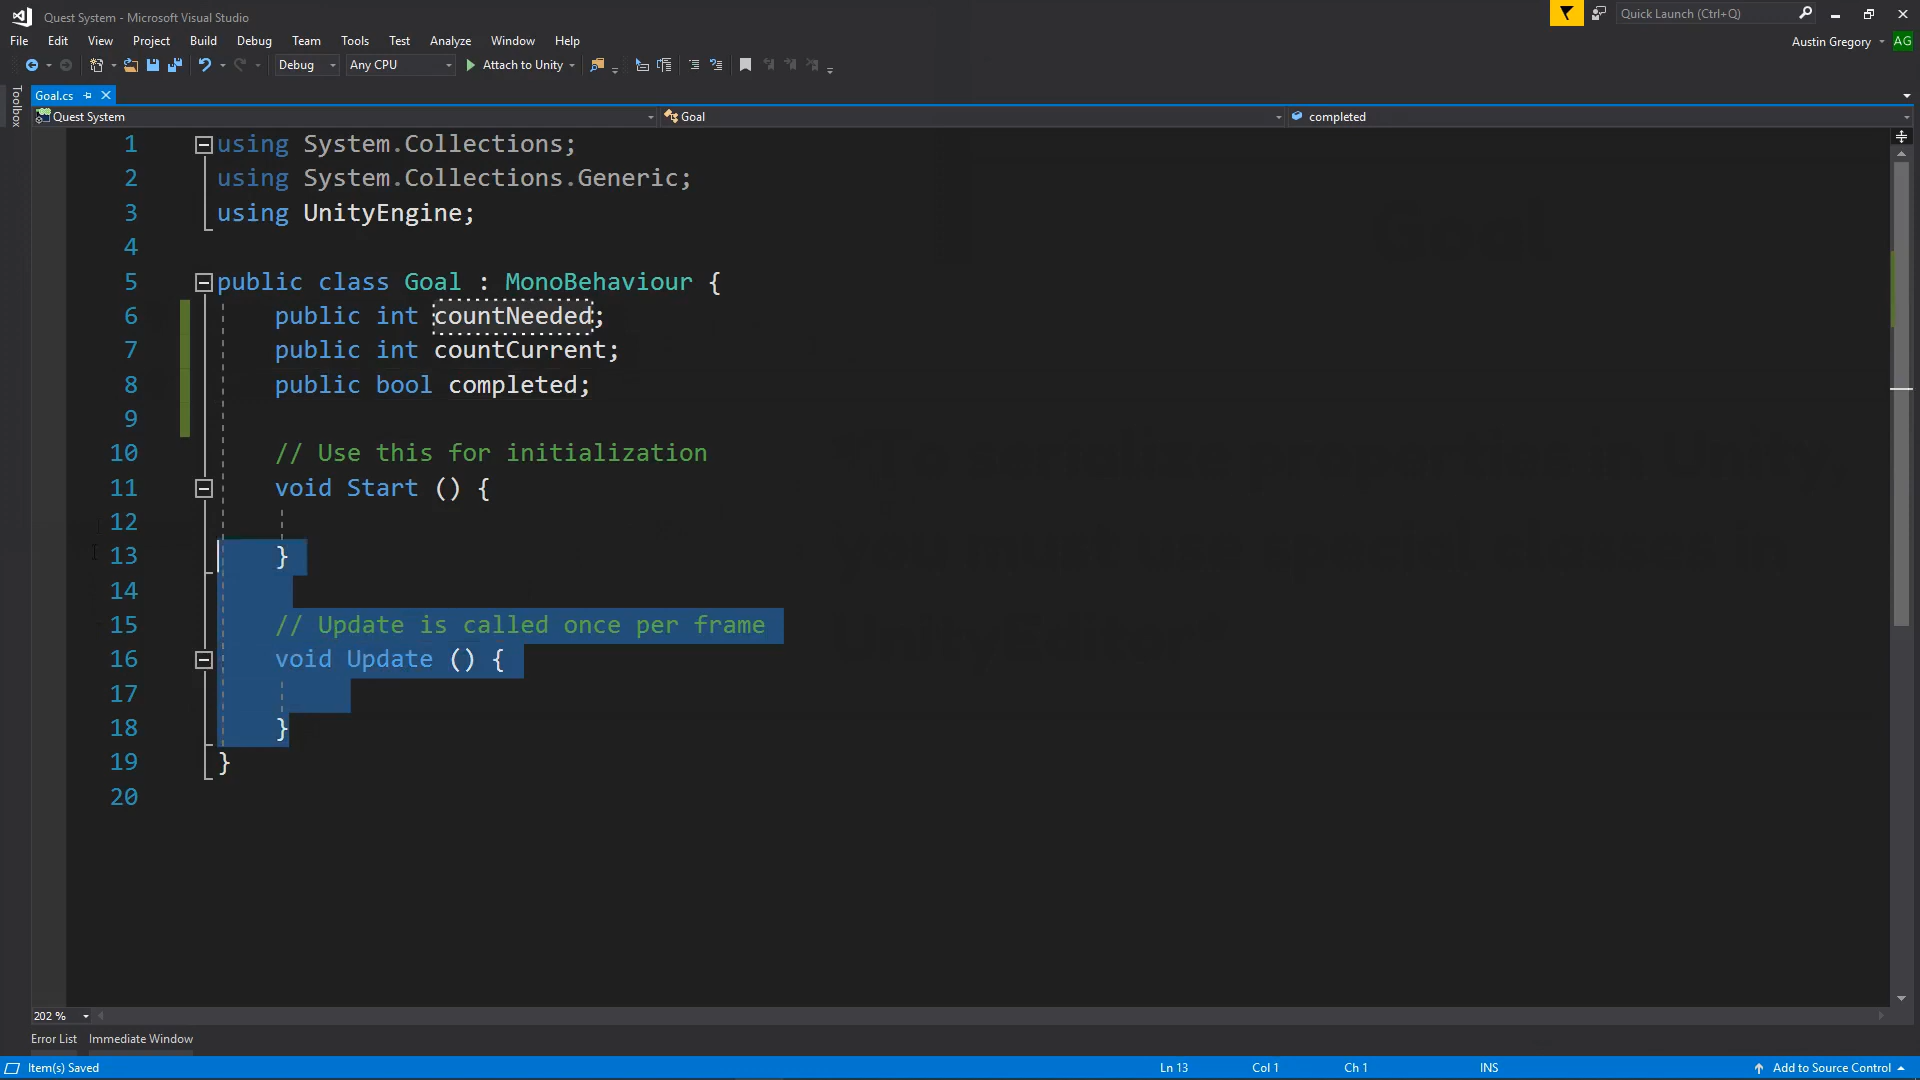 Quest System - Microsoft Visual Studio
Quick Launch (Ctrl+Q)
File Edit View Project Build Debug Team Tools Test Analyze Window Help
Austin Gregory AG
Debug Any CPU Attach to Unity
Toolbox
Goal.cs
Quest System Goal completed
1 using System.Collections;
2 using System.Collections.Generic;
3 using UnityEngine;
4
5 public class Goal : MonoBehaviour {
6 public int countNeeded;
7 public int countCurrent;
8 public bool completed;
9
10 // Use this for initialization
11 void Start () {
12
13 }
14
15 // Update is called once per frame
16 void Update () {
17
18 }
19 }
20
202 %
Error List Immediate Window
Item(s) Saved Ln 13 Col 1 Ch 1 INS Add to Source Control